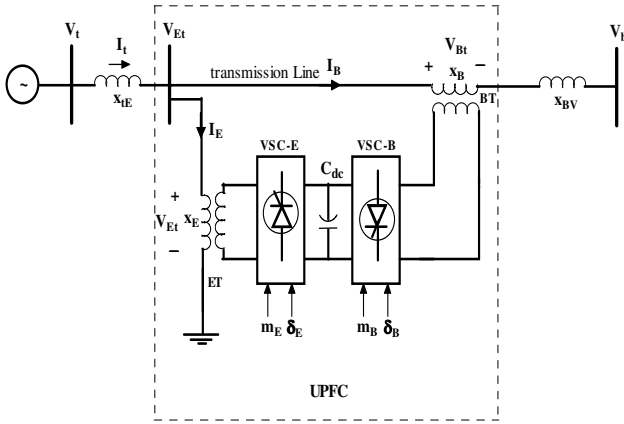 V_t
I_t
x_tE
V_Et
transmission Line
I_B
+ V_Bt −
x_B
BT
x_BV
V_b
~
I_E
VSC-E
C_dc
VSC-B
+
V_Et x_E
−
ET
m_E δ_E
m_B δ_B
UPFC